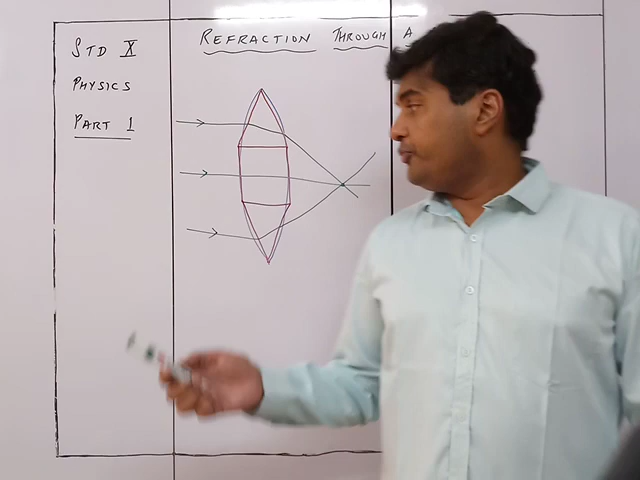 STD X
PHYSICS
PART 1
REFRACTION THROUGH A